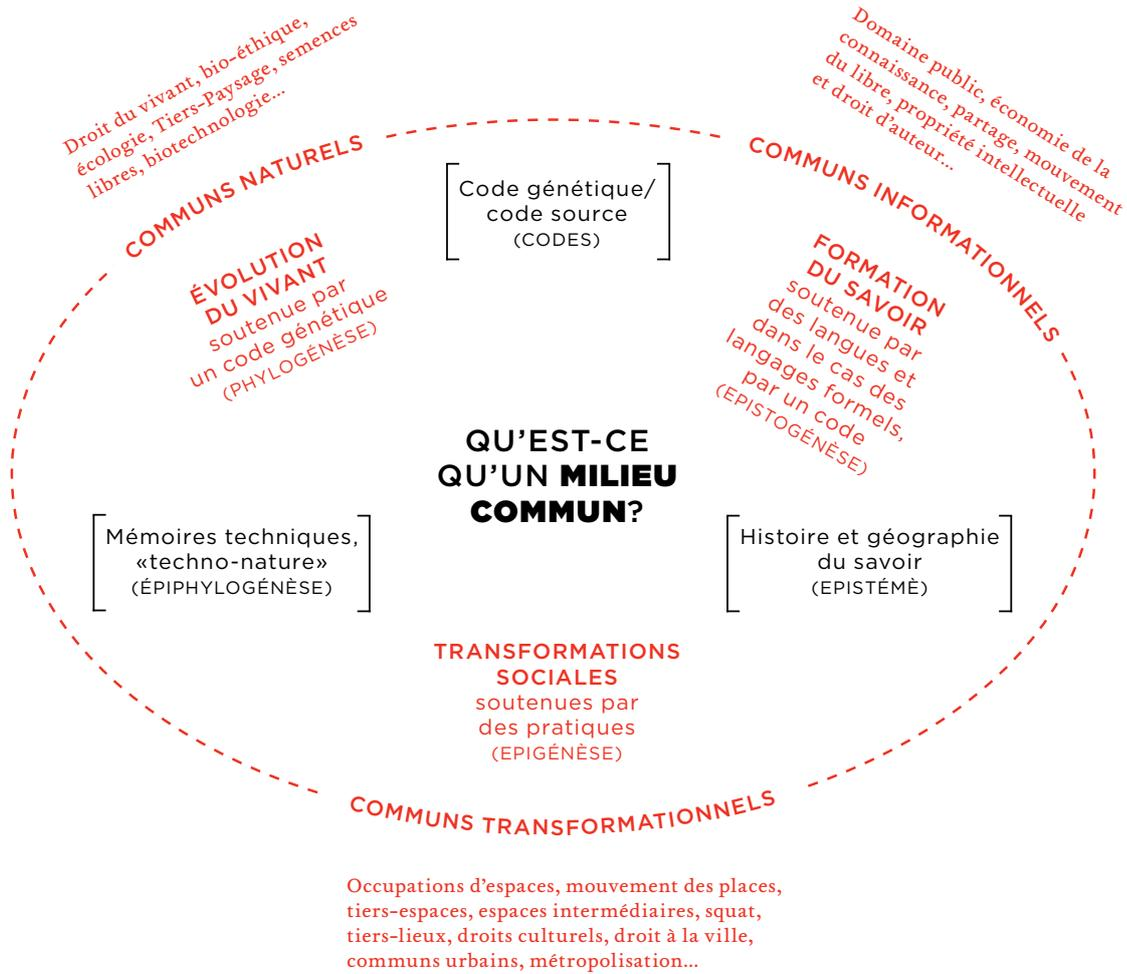 Droit du vivant, bio-éthique,
écologie, Tiers-Paysage, semences
libres, biotechnologie...
Domaine public, économie de la
connaissance, partage, mouvement
du libre, propriété intellectuelle
et droit d'auteur...
COMMUNS NATURELS
COMMUNS INFORMATIONNELS
Code génétique/
code source
(CODES)
ÉVOLUTION
DU VIVANT
soutenue par
un code génétique
(PHYLOGÉNÈSE)
FORMATION
DU SAVOIR
soutenue par
des langues et
dans le cas des
langages formels,
par un code
(EPISTOGÉNÈSE)
QU'EST-CE
QU'UN MILIEU
COMMUN?
Mémoires techniques,
«techno-nature»
(ÉPIPHYLOGÉNÈSE)
Histoire et géographie
du savoir
(EPISTÉMÈ)
TRANSFORMATIONS
SOCIALES
soutenues par
des pratiques
(EPIGÉNÈSE)
COMMUNS TRANSFORMATIONNELS
Occupations d'espaces, mouvement des places,
tiers-espaces, espaces intermédiaires, squat,
tiers-lieux, droits culturels, droit à la ville,
communs urbains, métropolisation...